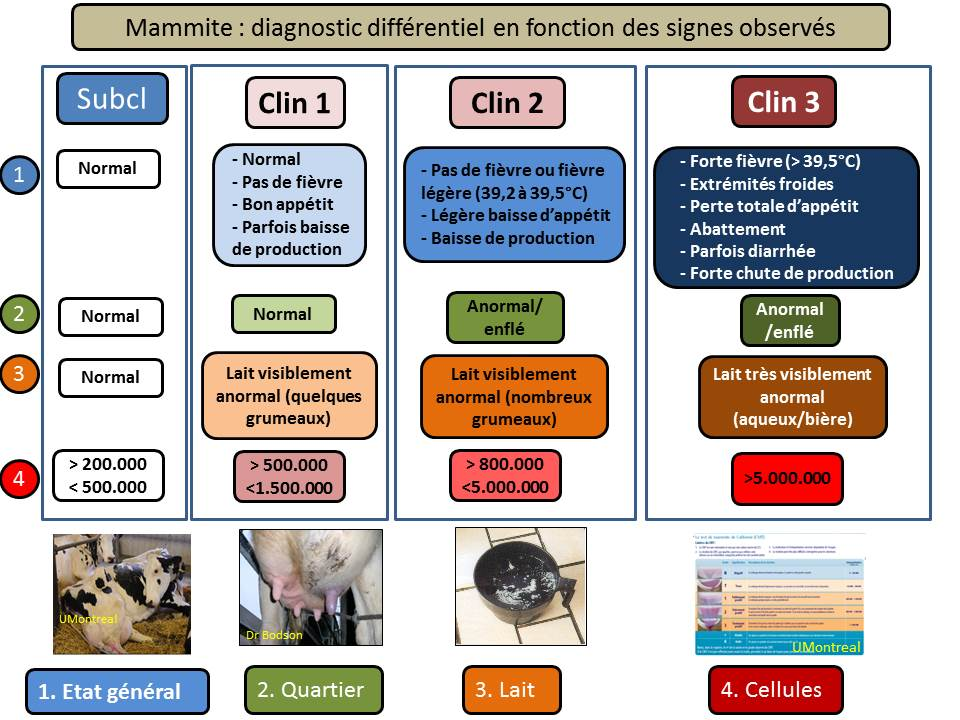 Mammite : diagnostic différentiel en fonction des signes observés
Subcl
Clin 1
Clin 2
Clin 3
1
Normal
- Normal
- Pas de fièvre
- Bon appétit
- Parfois baisse
de production
- Pas de fièvre ou fièvre
légère (39,2 à 39,5°C)
- Légère baisse d'appétit
- Baisse de production
- Forte fièvre (> 39,5°C)
- Extrémités froides
- Perte totale d'appétit
- Abattement
- Parfois diarrhée
- Forte chute de production
2
Normal
Normal
Anormal/
enflé
Anormal
/enflé
3
Normal
Lait visiblement
anormal (quelques
grumeaux)
Lait visiblement
anormal (nombreux
grumeaux)
Lait très visiblement
anormal
(aqueux/bière)
4
> 200.000
< 500.000
> 500.000
<1.500.000
> 800.000
<5.000.000
>5.000.000
UMontreal
Dr Bodson
UMontreal
1. Etat général
2. Quartier
3. Lait
4. Cellules